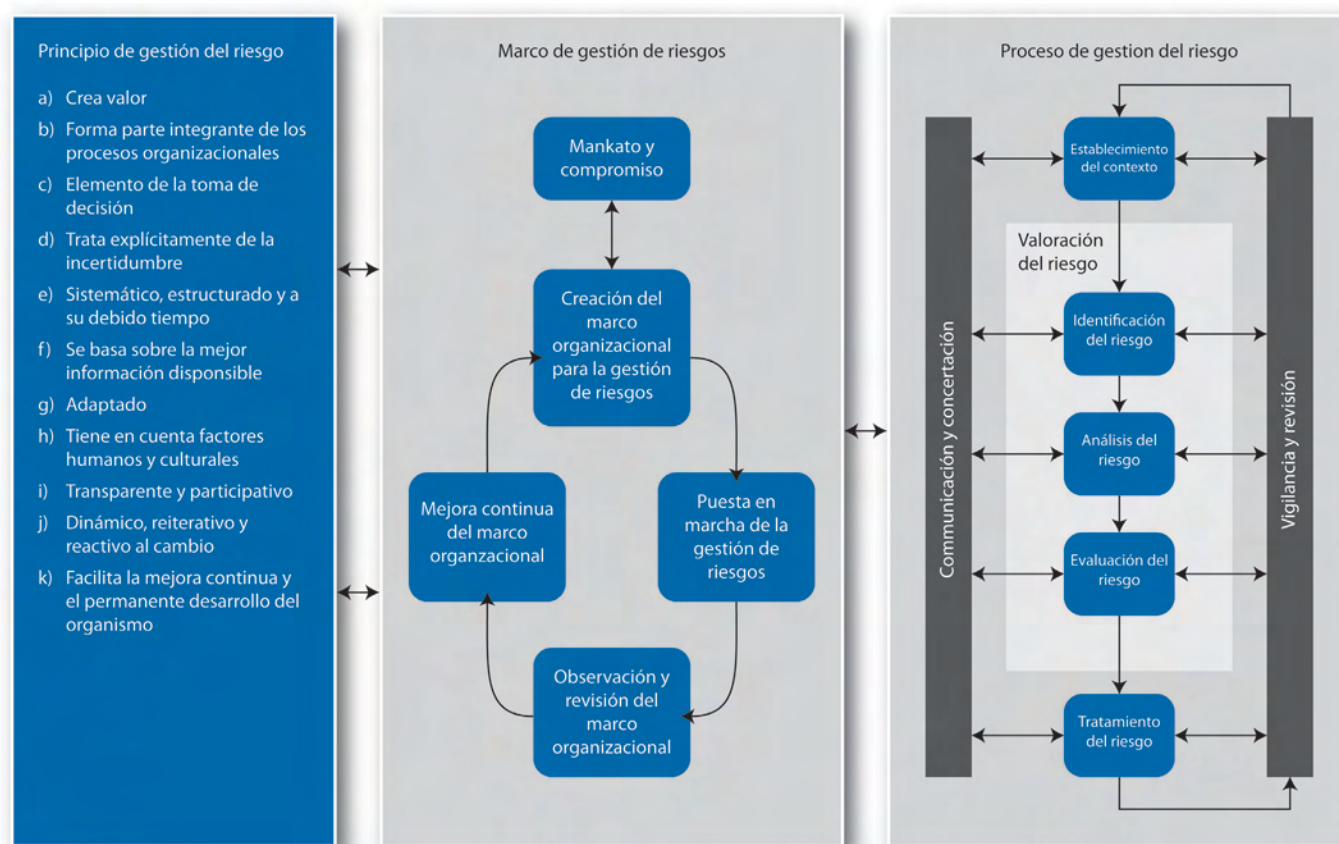 Principio de gestión del riesgo
a) Crea valor
b) Forma parte integrante de los
procesos organizacionales
c) Elemento de la toma de
decisión
d) Trata explícitamente de la
incertidumbre
e) Sistemático, estructurado y a
su debido tiempo
f) Se basa sobre la mejor
información disponsible
g) Adaptado
h) Tiene en cuenta factores
humanos y culturales
i) Transparente y participativo
j) Dinámico, reiterativo y
reactivo al cambio
k) Facilita la mejora continua y
el permanente desarrollo del
organismo
Marco de gestión de riesgos
Mankato y
compromiso
Creación del
marco
organizacional
para la gestión
de riesgos
Mejora continua
del marco
organzacional
Puesta en
marcha de la
gestión de
riesgos
Observación y
revisión del
marco
organizacional
Proceso de gestion del riesgo
Communicación y concertación
Establecimiento
del contexto
Valoración
del riesgo
Identificación
del riesgo
Análisis del
riesgo
Evaluación del
riesgo
Tratamiento
del riesgo
Vigilancia y revisión